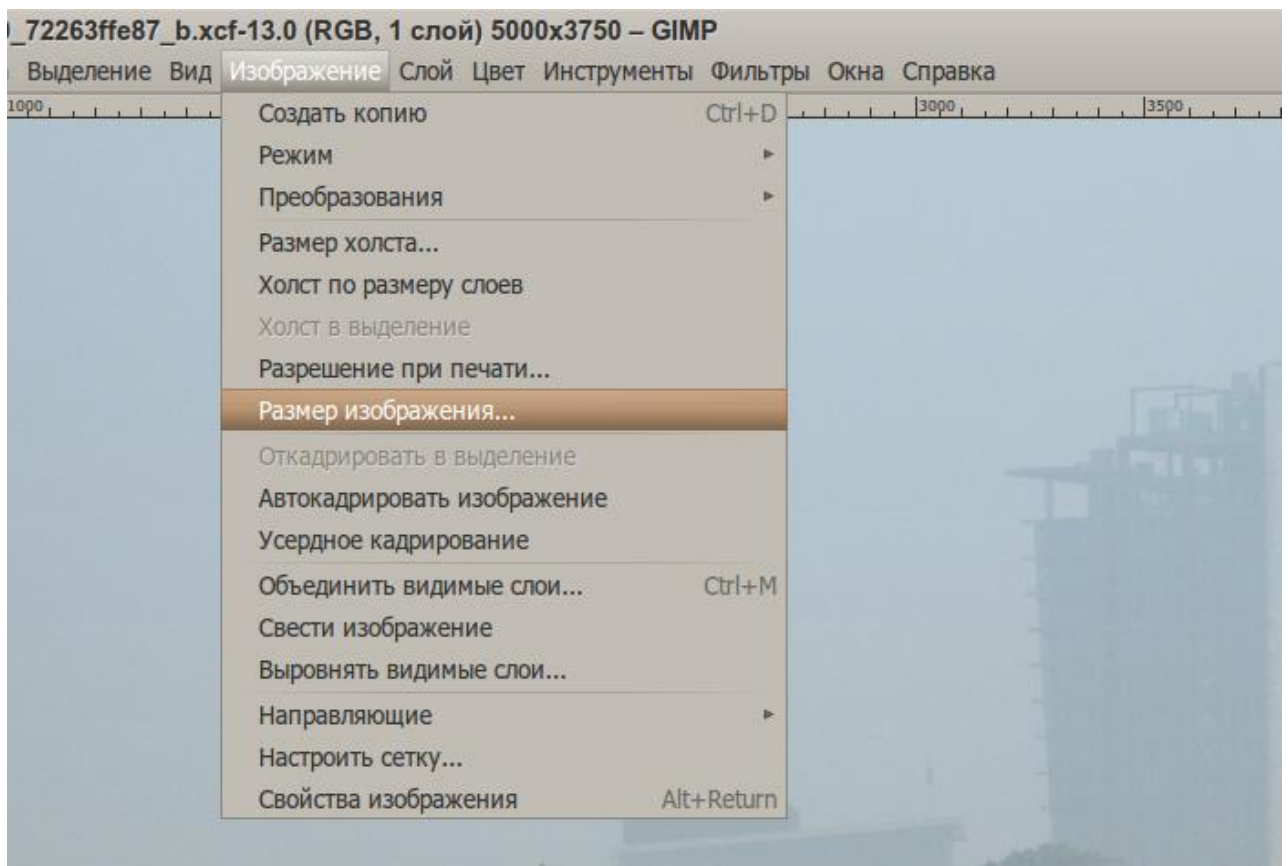 _72263ffe87_b.xcf-13.0 (RGB, 1 слой) 5000x3750 – GIMP
Выделение Вид Изображение Слой Цвет Инструменты Фильтры Окна Справка
1000 3000 3500
Создать копию Ctrl+D
Режим
Преобразования
Размер холста...
Холст по размеру слоев
Холст в выделение
Разрешение при печати...
Размер изображения...
Откадрировать в выделение
Автокадрировать изображение
Усердное кадрирование
Объединить видимые слои... Ctrl+M
Свести изображение
Выровнять видимые слои...
Направляющие
Настроить сетку...
Свойства изображения Alt+Return